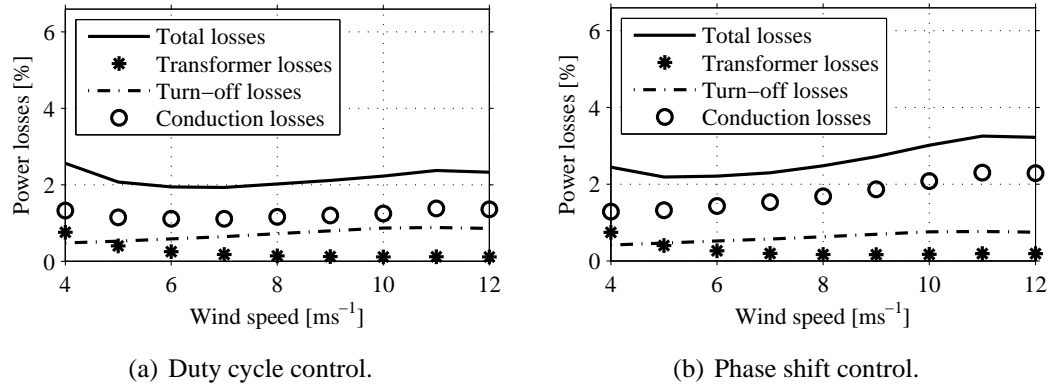 6
4
2
0
Power losses [%]
Total losses
Transformer losses
Turn−off losses
Conduction losses
4 6 8 10 12
Wind speed [ms−1]
(a) Duty cycle control.
6
4
2
0
Power losses [%]
Total losses
Transformer losses
Turn−off losses
Conduction losses
4 6 8 10 12
Wind speed [ms−1]
(b) Phase shift control.